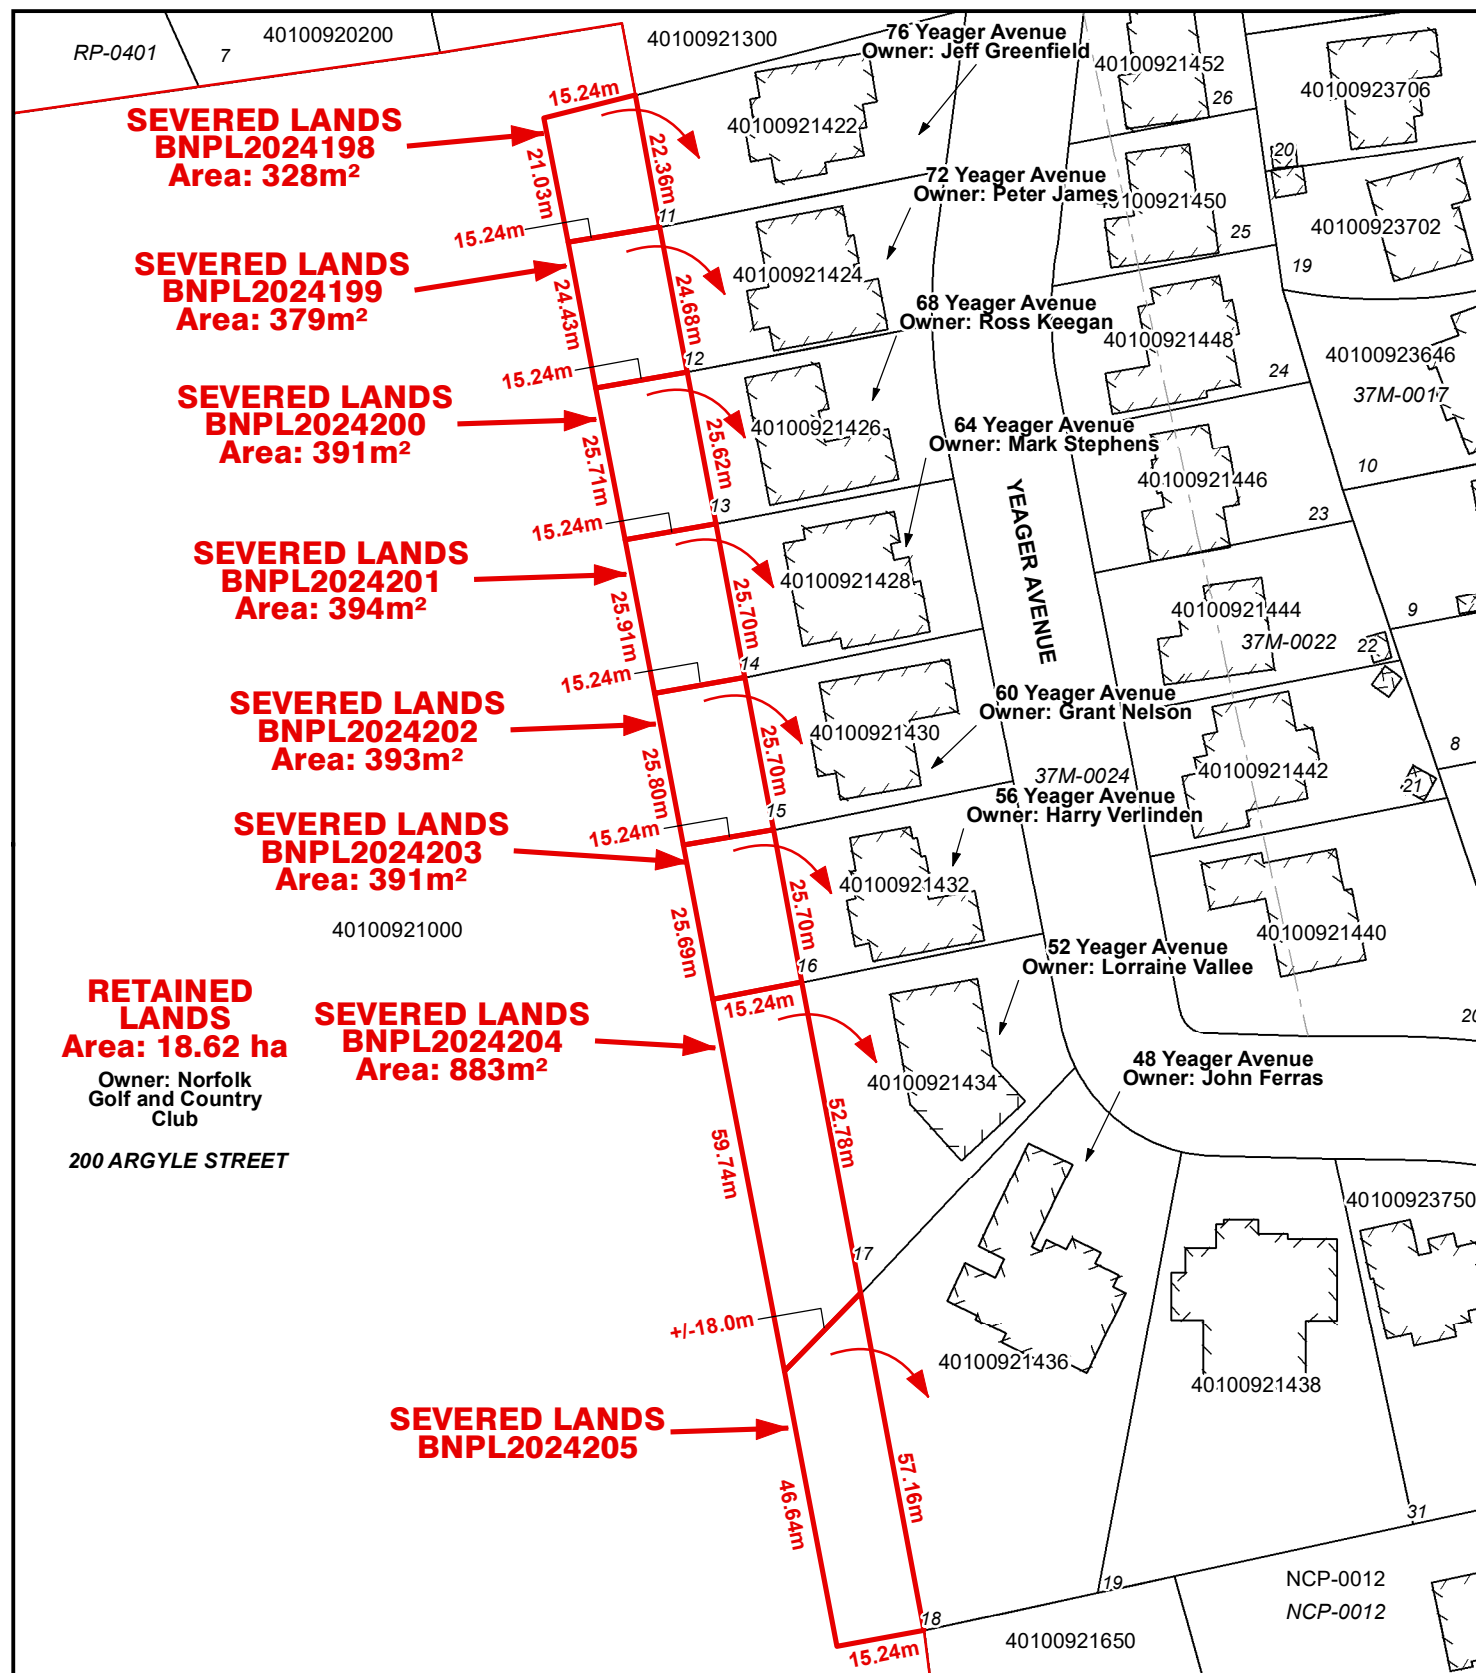 RP-0401
7
40100920200
40100921300
76 Yeager Avenue
Owner: Jeff Greenfield
40100921452
26
40100923706
15.24m
SEVERED LANDS
BNPL2024198
Area: 328m²
21.03m
22.36m
40100921422
20
72 Yeager Avenue
Owner: Peter James
40100921450
25
40100923702
19
15.24m
11
SEVERED LANDS
BNPL2024199
Area: 379m²
24.43m
24.68m
40100921424
68 Yeager Avenue
Owner: Ross Keegan
40100921448
24
40100923646
37M-0017
15.24m
12
SEVERED LANDS
BNPL2024200
Area: 391m²
25.71m
25.62m
40100921426
64 Yeager Avenue
Owner: Mark Stephens
40100921446
23
10
15.24m
13
YEAGER AVENUE
SEVERED LANDS
BNPL2024201
Area: 394m²
25.91m
25.70m
40100921428
40100921444
37M-0022
22
9
15.24m
14
SEVERED LANDS
BNPL2024202
Area: 393m²
25.80m
25.70m
40100921430
60 Yeager Avenue
Owner: Grant Nelson
40100921442
21
8
37M-0024
15.24m
15
SEVERED LANDS
BNPL2024203
Area: 391m²
25.69m
25.70m
40100921432
56 Yeager Avenue
Owner: Harry Verlinden
40100921440
40100921000
16
15.24m
52 Yeager Avenue
Owner: Lorraine Vallee
20
RETAINED
LANDS
Area: 18.62 ha
Owner: Norfolk
Golf and Country
Club
200 ARGYLE STREET
SEVERED LANDS
BNPL2024204
Area: 883m²
59.74m
52.78m
40100921434
48 Yeager Avenue
Owner: John Ferras
40100923750
17
+/-18.0m
40100921436
40100921438
SEVERED LANDS
BNPL2024205
46.64m
57.16m
31
19
18
15.24m
40100921650
NCP-0012
NCP-0012